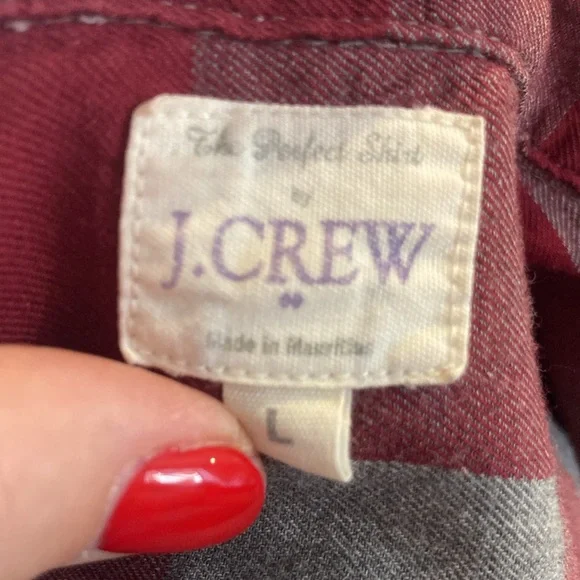 The Perfect Shirt
by
J.CREW
Made in Mauritius
L